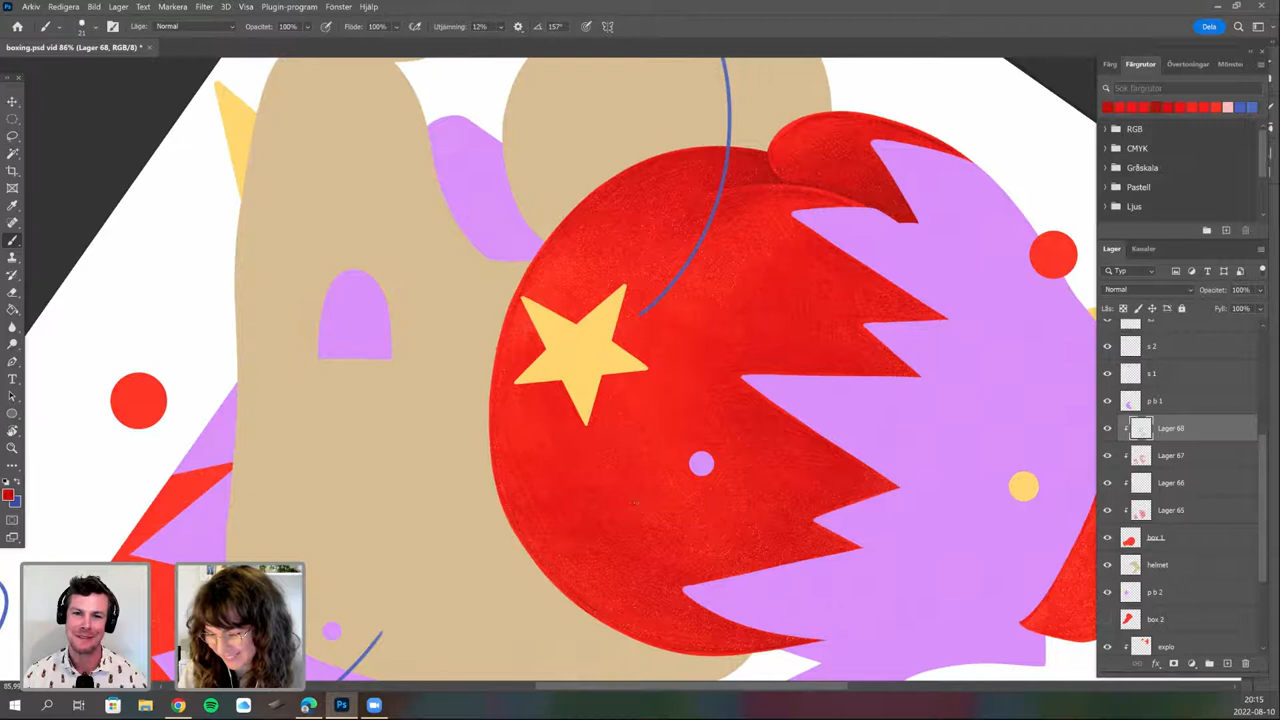 Arkiv Redigera Bild Lager Text Markera Filter 3D Visa Plugin-program Fönster Hjälp
21 Läge: Normal Opacitet: 100% Flöde: 100% Utjämning: 12% 157° Dela
boxing.psd vid 86% (Lager 68, RGB/8) * ×
Färg Färgrutor Övertoningar Mönster
Sök färgrutor
RGB
CMYK
Gråskala
Pastell
Ljus
Lager Kanaler
Typ
Normal Opacitet: 100%
Lås: Fyll: 100%
s 2
s 1
p b 1
Lager 68
Lager 67
Lager 66
Lager 65
box 1
helmet
p b 2
box 2
explo
fx
20:15
2022-08-10